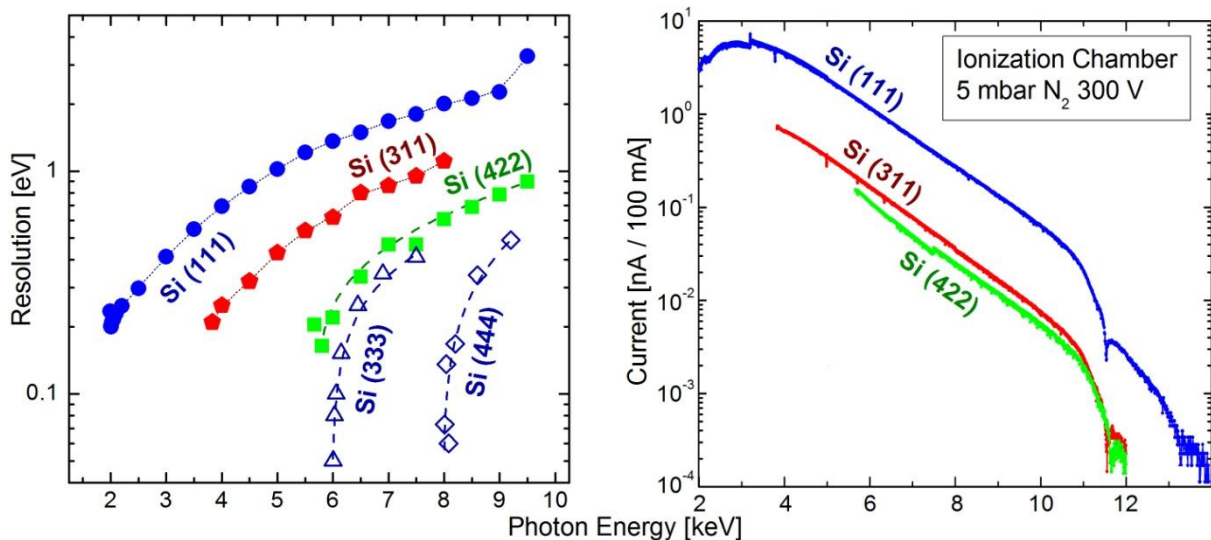 Resolution [eV]
1
0.1
Si (111)
Si (311)
Si (422)
Si (333)
Si (444)
2 3 4 5 6 7 8 9 10
Current [nA / 100 mA]
10¹
10⁰
10⁻¹
10⁻²
10⁻³
10⁻⁴
Ionization Chamber
5 mbar N₂ 300 V
Si (111)
Si (311)
Si (422)
2 4 6 8 10 12
Photon Energy [keV]